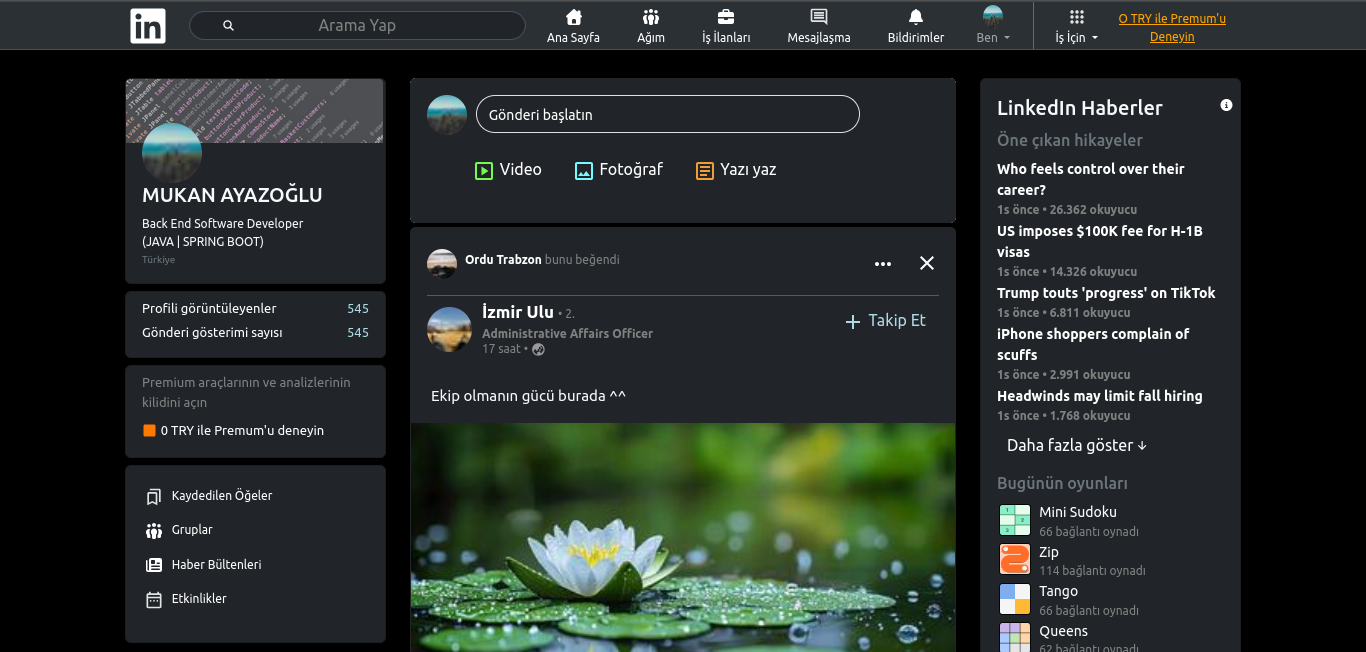 in
Arama Yap
Ana Sayfa
Ağım
İş İlanları
Mesajlaşma
Bildirimler
Ben
İş İçin
O TRY ile Premum'u
Deneyin
MUKAN AYAZOĞLU
Back End Software Developer
(JAVA | SPRING BOOT)
Türkiye
Profili görüntüleyenler 545
Gönderi gösterimi sayısı 545
Premium araçlarının ve analizlerinin
kilidini açın
0 TRY ile Premum'u deneyin
Kaydedilen Öğeler
Gruplar
Haber Bültenleri
Etkinlikler
Gönderi başlatın
Video
Fotoğraf
Yazı yaz
Ordu Trabzon bunu beğendi
İzmir Ulu • 2.
Administrative Affairs Officer
17 saat •
Takip Et
Ekip olmanın gücü burada ^^
LinkedIn Haberler
Öne çıkan hikayeler
Who feels control over their
career?
1s önce • 26.362 okuyucu
US imposes $100K fee for H-1B
visas
1s önce • 14.326 okuyucu
Trump touts 'progress' on TikTok
1s önce • 6.811 okuyucu
iPhone shoppers complain of
scuffs
1s önce • 2.991 okuyucu
Headwinds may limit fall hiring
1s önce • 1.768 okuyucu
Daha fazla göster ↓
Bugünün oyunları
Mini Sudoku
66 bağlantı oynadı
Zip
114 bağlantı oynadı
Tango
66 bağlantı oynadı
Queens
62 bağlantı oynadı